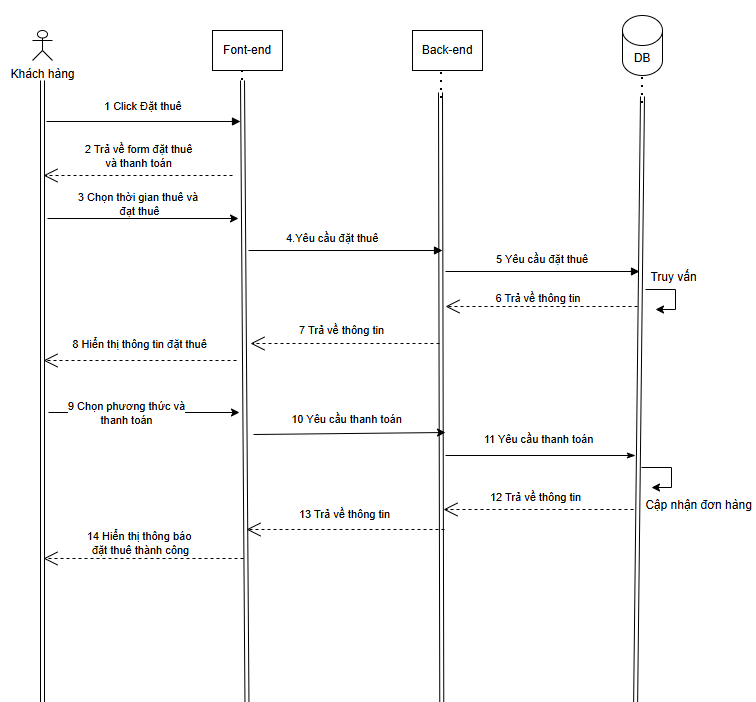 Khách hàng
Font-end
Back-end
DB
1 Click Đặt thuê
2 Trả về form đặt thuê
và thanh toán
3 Chọn thời gian thuê và
đạt thuê
4.Yêu cầu đặt thuê
5 Yêu cầu đặt thuê
Truy vấn
6 Trả về thông tin
7 Trả về thông tin
8 Hiển thị thông tin đặt thuê
9 Chọn phương thức và
thanh toán
10 Yêu cầu thanh toán
11 Yêu cầu thanh toán
12 Trả về thông tin
Cập nhận đơn hảng
13 Trả về thông tin
14 Hiển thị thông báo
đặt thuê thành công